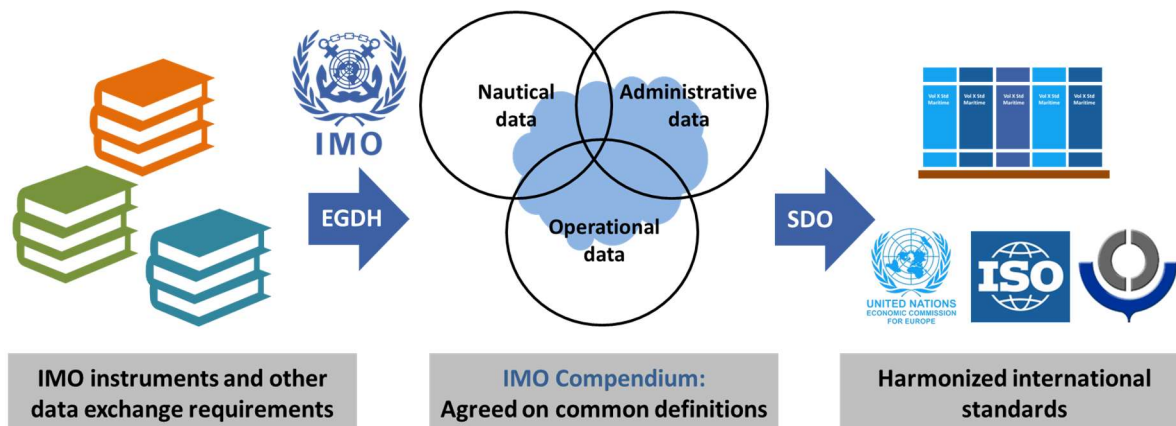 IMO
EGDH
Nautical
data
Administrative
data
Operational
data
SDO
Vol X Std
Maritime
Vol X Std
Maritime
Vol X Std
Maritime
Vol X Std
Maritime
Vol X Std
Maritime
UNITED NATIONS
ECONOMIC COMMISSION
FOR EUROPE
ISO
IMO instruments and other
data exchange requirements
IMO Compendium:
Agreed on common definitions
Harmonized international
standards